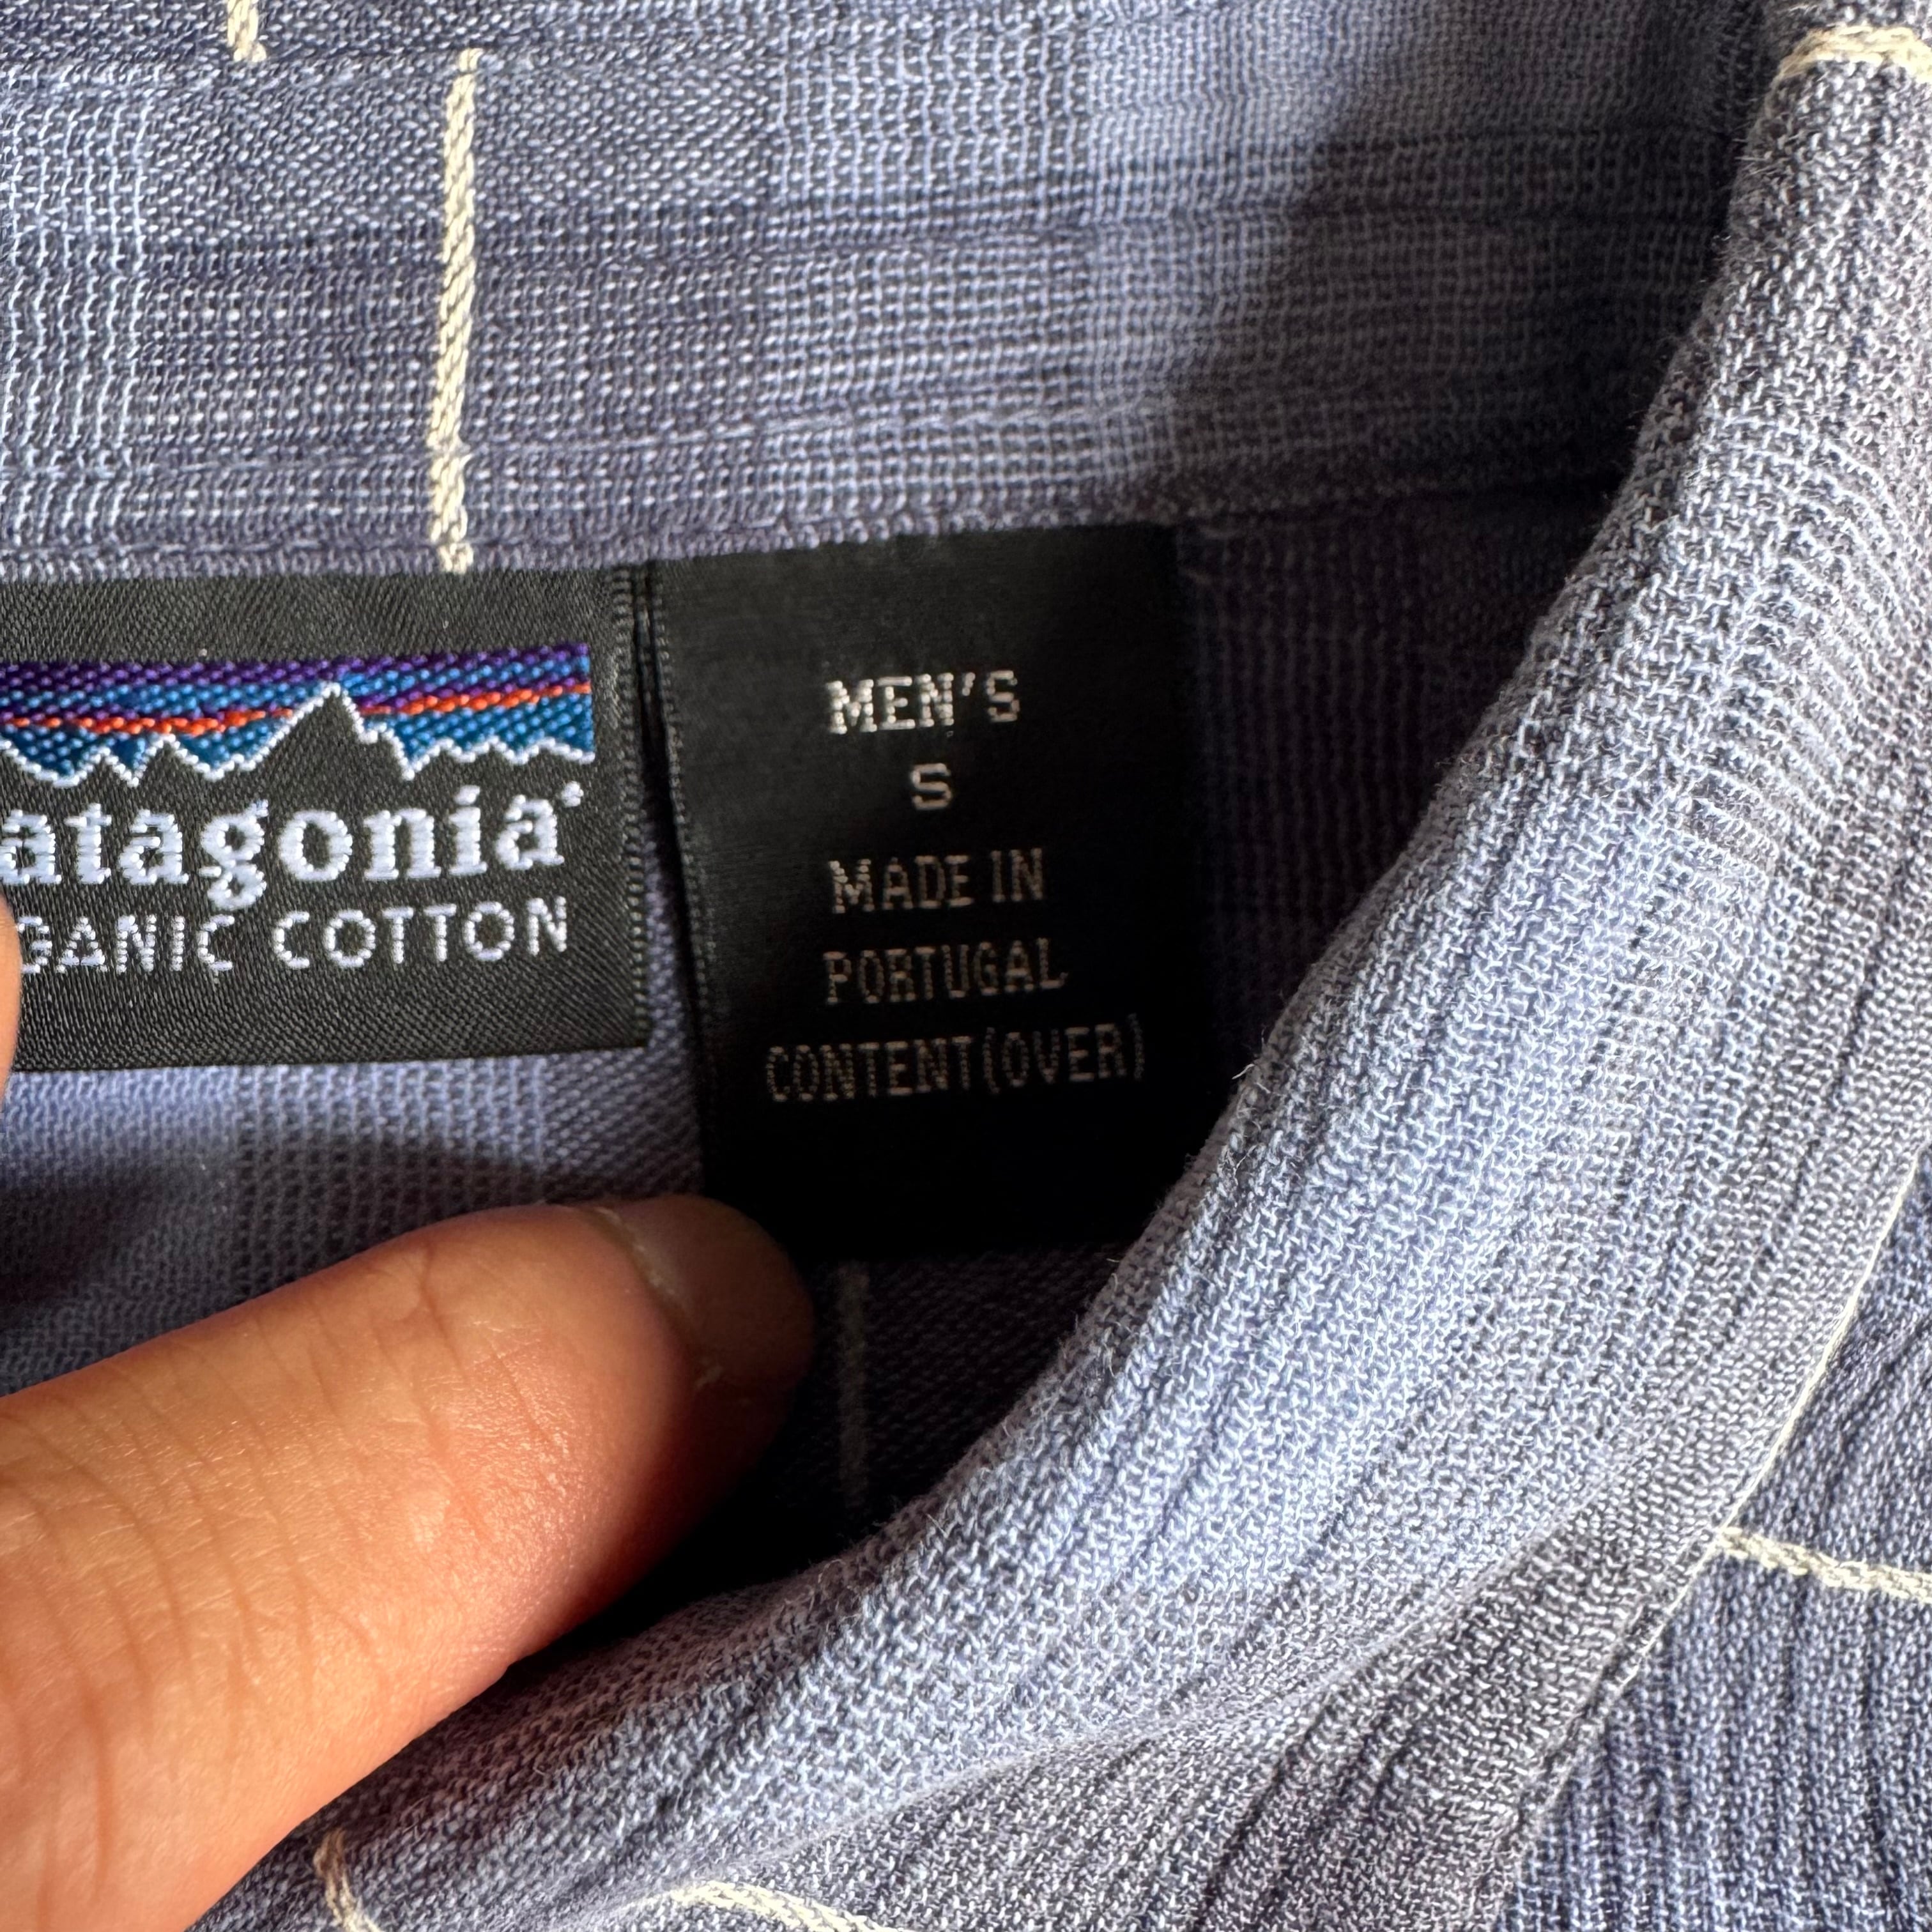 atagonia
GANIC COTTON
MEN'S
S
MADE IN
PORTUGAL
CONTENT(OVER)